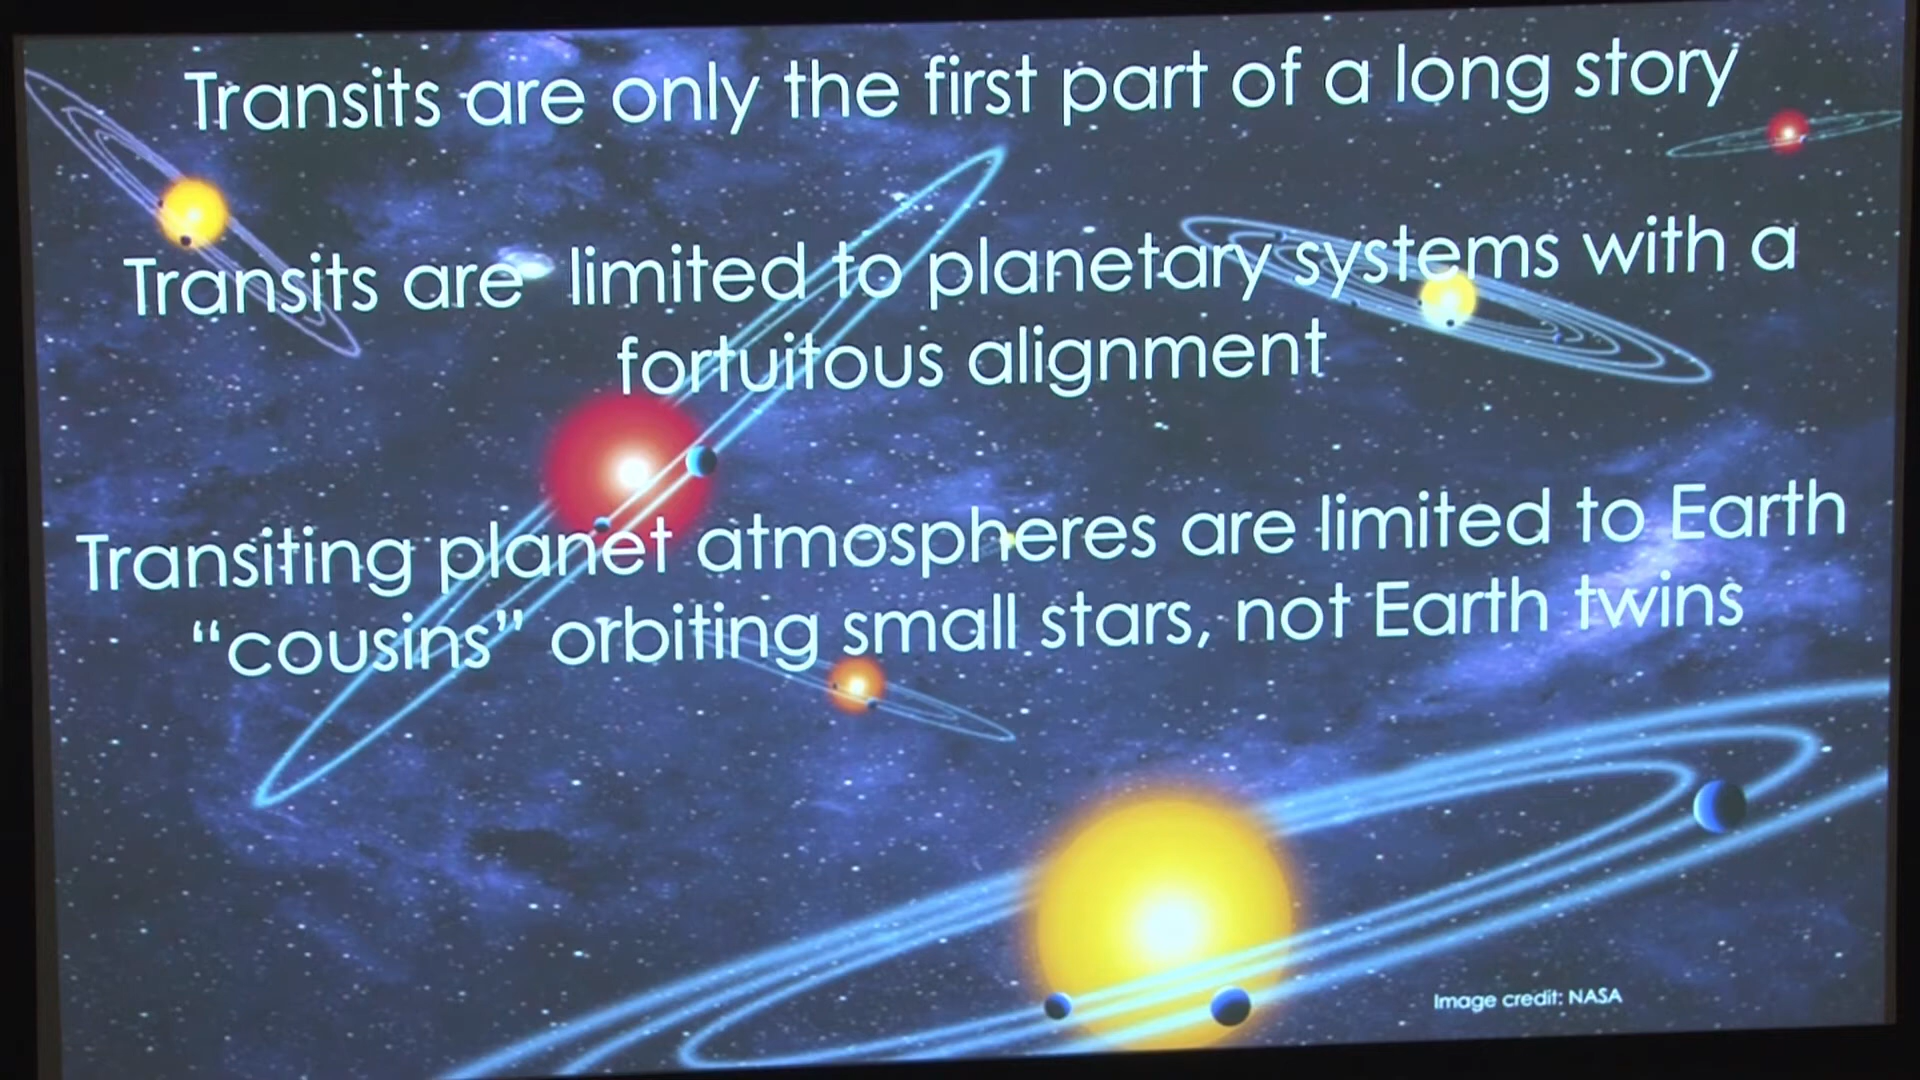 Transits are only the first part of a long story
Transits are limited to planetary systems with a
fortuitous alignment
Transiting planet atmospheres are limited to Earth
“cousins” orbiting small stars, not Earth twins
Image credit: NASA